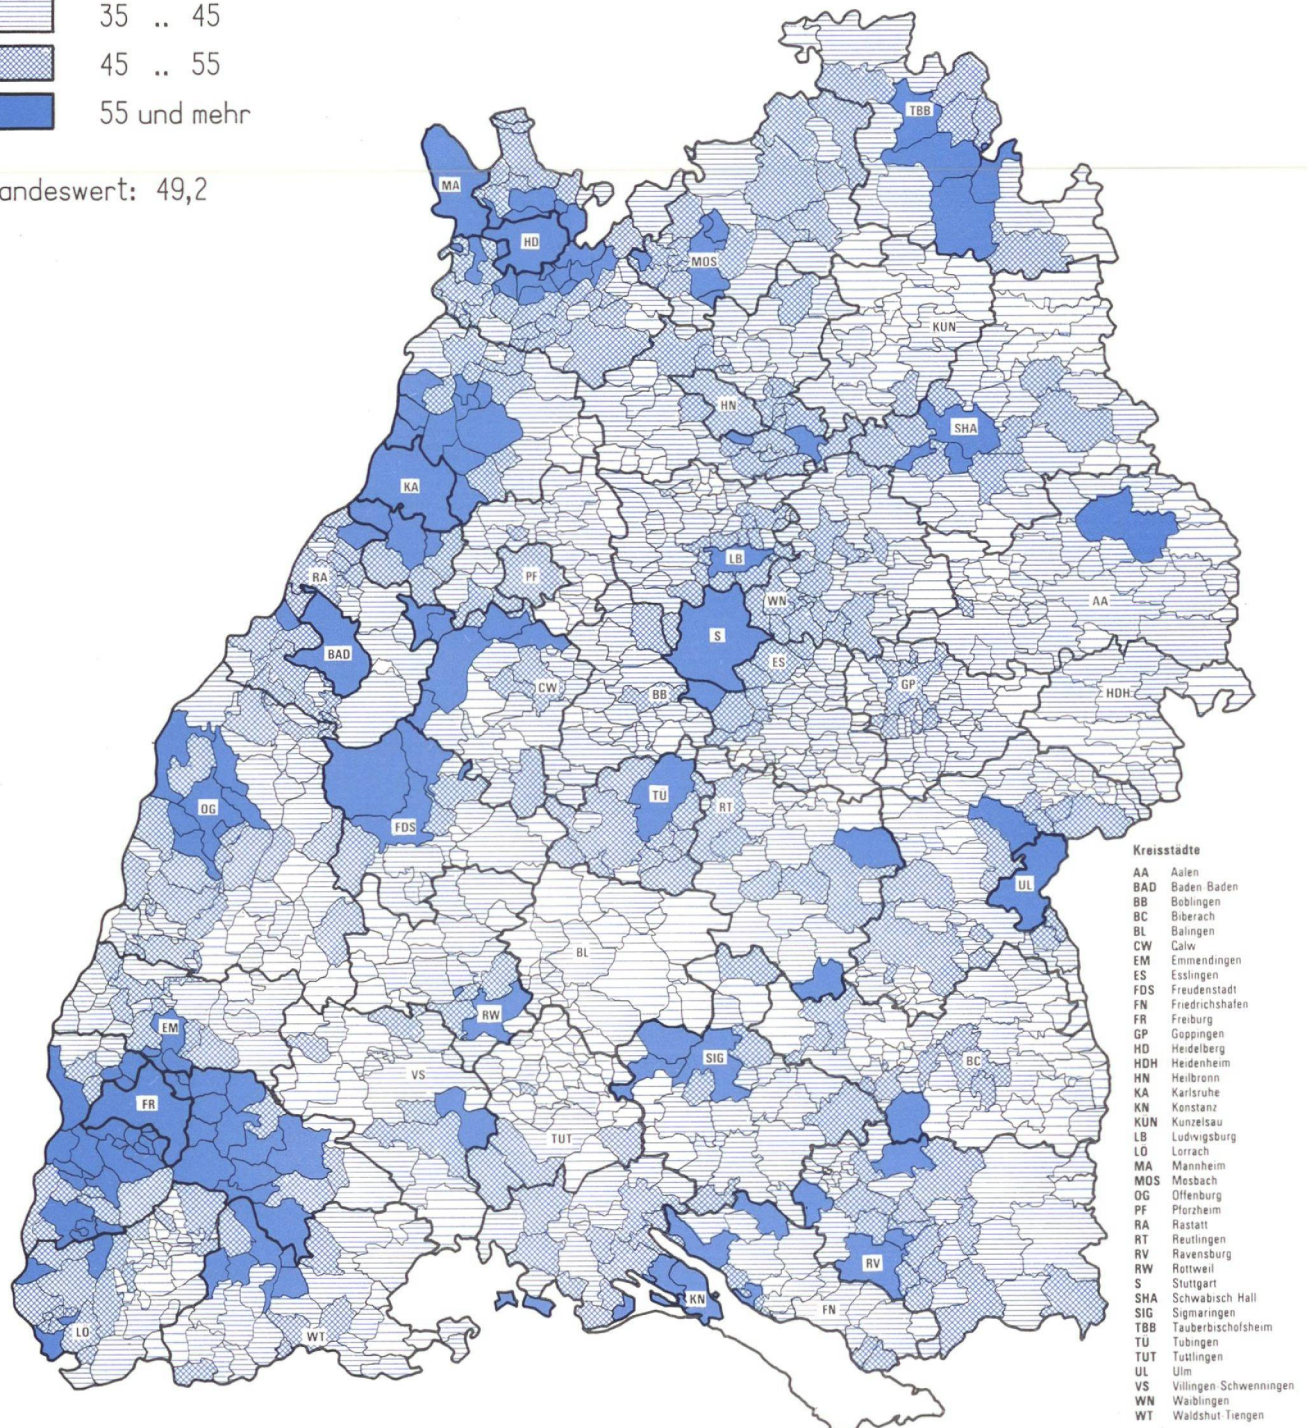 35 .. 45
45 .. 55
55 und mehr
andeswert: 49,2
TBB
MA
HD
MOS
KUN
HN
SHA
KA
LB
RA
PF
WN
AA
S
BAD
ES
CW
BB
GP
HDH
TÜ
RT
OG
FDS
UL
BL
RW
EM
SIG
BC
VS
FR
TUT
RV
KN
FN
LO
WT
Kreisstädte
AA Aalen
BAD Baden-Baden
BB Boblingen
BC Biberach
BL Balingen
CW Calw
EM Emmendingen
ES Esslingen
FDS Freudenstadt
FN Friedrichshafen
FR Freiburg
GP Goppingen
HD Heidelberg
HDH Heidenheim
HN Heilbronn
KA Karlsruhe
KN Konstanz
KUN Kunzelsau
LB Ludwigsburg
LO Lorrach
MA Mannheim
MOS Mosbach
OG Offenburg
PF Pforzheim
RA Rastatt
RT Reutlingen
RV Ravensburg
RW Rottweil
S Stuttgart
SHA Schwabisch Hall
SIG Sigmaringen
TBB Tauberbischofsheim
TÜ Tubingen
TUT Tuttlingen
UL Ulm
VS Villingen-Schwenningen
WN Waiblingen
WT Waldshut-Tiengen